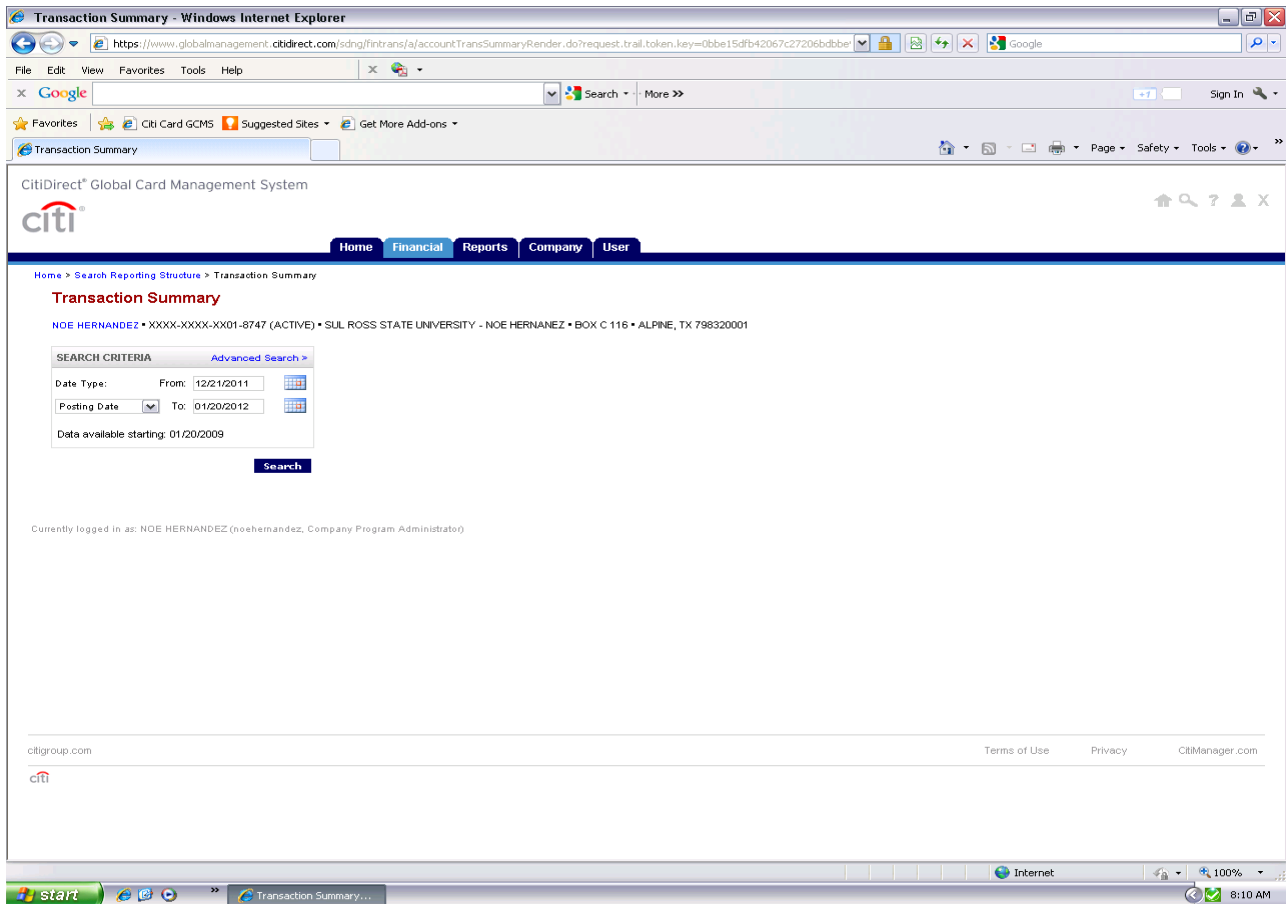 Transaction Summary - Windows Internet Explorer
https://www.globalmanagement.citidirect.com/sdng/fintrans/a/accountTransSummaryRender.do?request.trail.token.key=0bbe15dfb42067c27206bdbbe Google
File Edit View Favorites Tools Help
x Google Search More >> +1 Sign In
Favorites Citi Card GCMS Suggested Sites Get More Add-ons
Transaction Summary Page Safety Tools >>
CitiDirect® Global Card Management System
citi®
Home Financial Reports Company User
Home > Search Reporting Structure > Transaction Summary
Transaction Summary
NOE HERNANDEZ • XXXX-XXXX-XX01-8747 (ACTIVE) • SUL ROSS STATE UNIVERSITY - NOE HERNANEZ • BOX C 116 • ALPINE, TX 798320001
SEARCH CRITERIA Advanced Search »
Date Type: From: 12/21/2011
Posting Date To: 01/20/2012
Data available starting: 01/20/2009
Search
Currently logged in as: NOE HERNANDEZ (noehernandez, Company Program Administrator)
citigroup.com Terms of Use Privacy CitiManager.com
citi
Internet 100%
start >> Transaction Summary... 8:10 AM